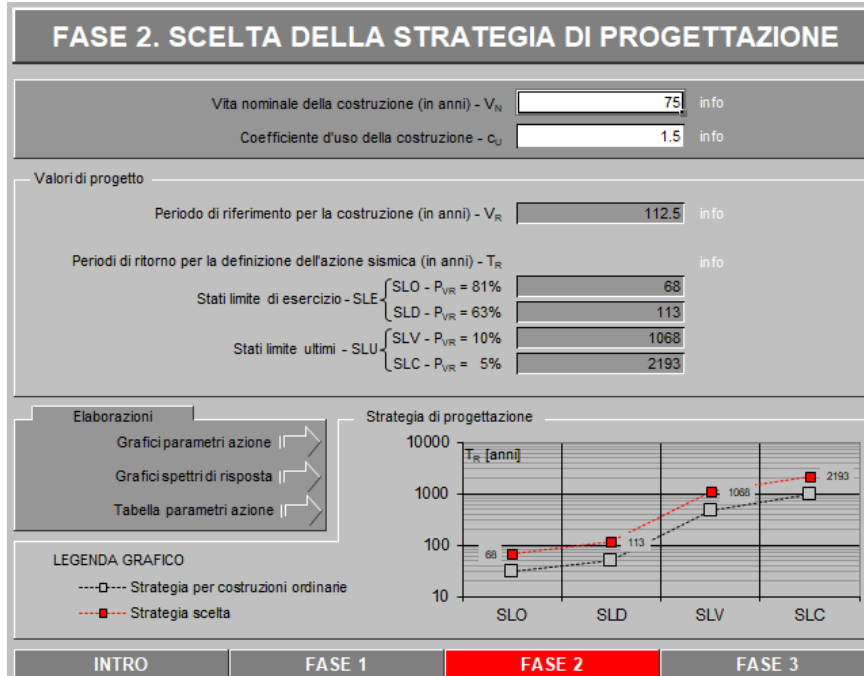 FASE 2. SCELTA DELLA STRATEGIA DI PROGETTAZIONE
Vita nominale della costruzione (in anni) - VN 75 info
Coefficiente d'uso della costruzione - cU 1.5 info
Valori di progetto
Periodo di riferimento per la costruzione (in anni) - VR 112.5 info
Periodi di ritorno per la definizione dell'azione sismica (in anni) - TR info
Stati limite di esercizio - SLE
SLO - PVR = 81% 68
SLD - PVR = 63% 113
Stati limite ultimi - SLU
SLV - PVR = 10% 1068
SLC - PVR = 5% 2193
Elaborazioni
Grafici parametri azione
Grafici spettri di risposta
Tabella parametri azione
Strategia di progettazione
TR [anni]
10000
1000
100
10
68
113
1068
2193
SLO SLD SLV SLC
LEGENDA GRAFICO
Strategia per costruzioni ordinarie
Strategia scelta
INTRO FASE 1 FASE 2 FASE 3